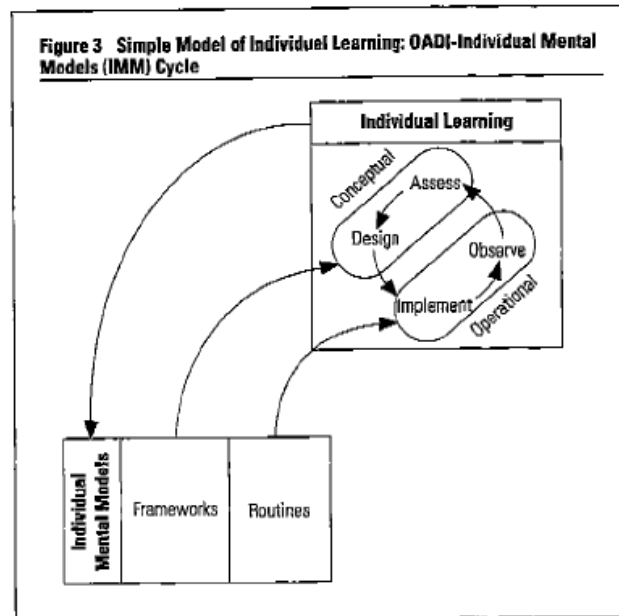 Figure 3 Simple Model of Individual Learning: OADI-Individual Mental
Models (IMM) Cycle
Individual Learning
Conceptual
Assess
Design
Observe
Implement
Operational
Individual
Mental Models
Frameworks
Routines